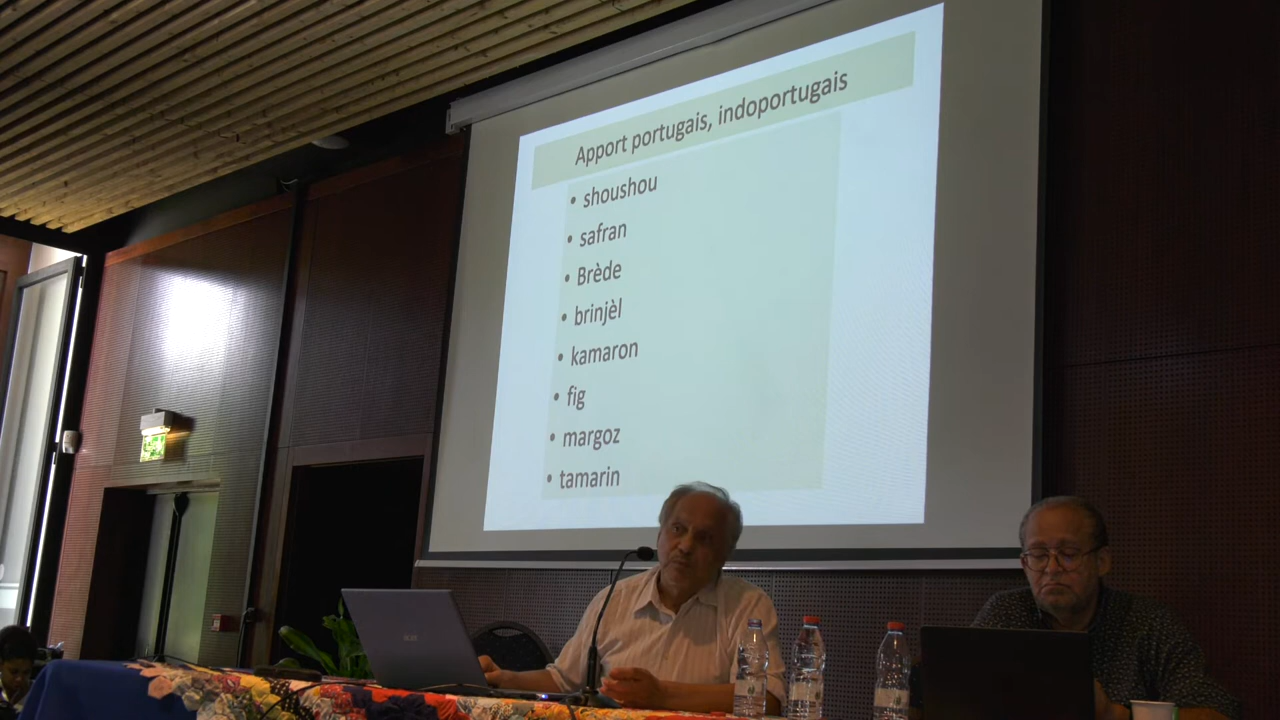 Apport portugais, indoportugais
• shoushou
• safran
• Brède
• brinjèl
• kamaron
• fig
• margoz
• tamarin